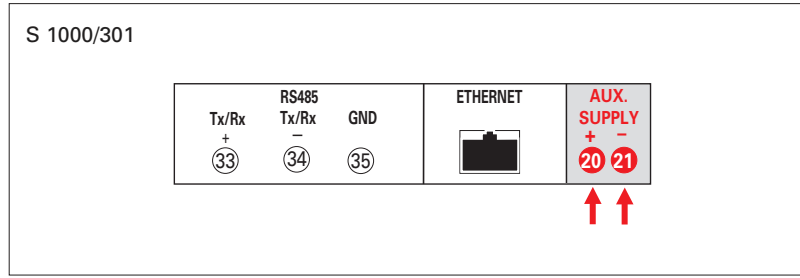 S 1000/301
RS485 ETHERNET AUX.
Tx/Rx Tx/Rx GND SUPPLY
+ − + −
33 34 35 20 21